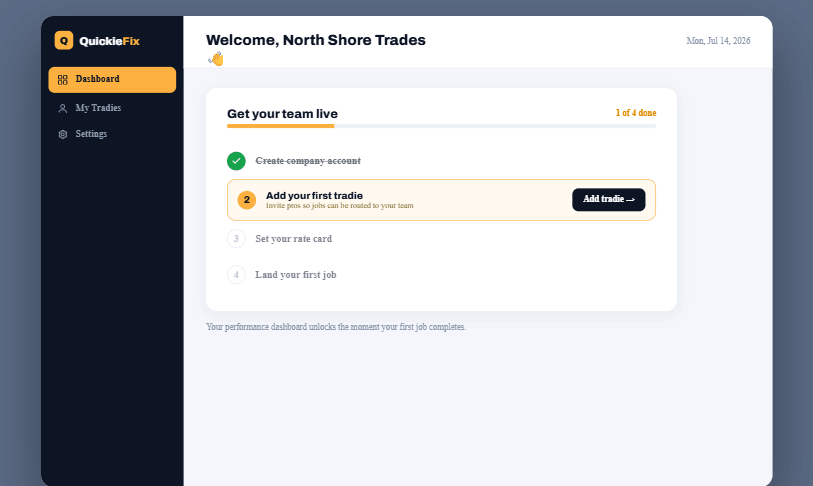 Q QuickieFix
Dashboard
My Tradies
Settings
Welcome, North Shore Trades
👋
Mon, Jul 14, 2026
Get your team live
1 of 4 done
Create company account
2
Add your first tradie
Invite pros so jobs can be routed to your team
Add tradie →
3 Set your rate card
4 Land your first job
Your performance dashboard unlocks the moment your first job completes.